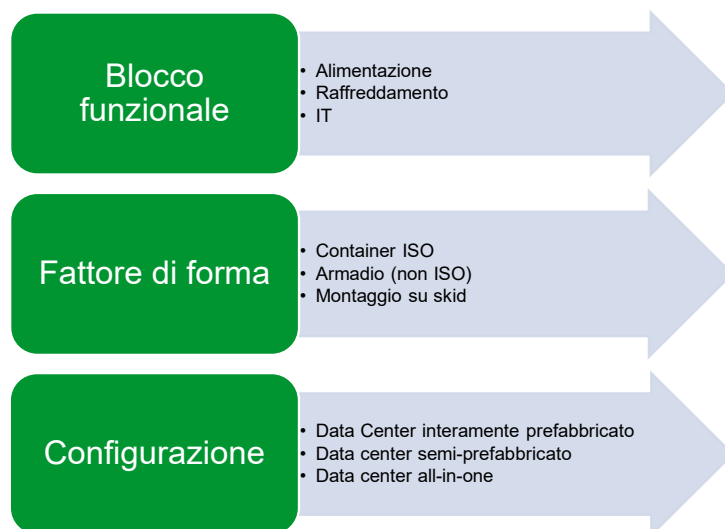 Blocco
funzionale
• Alimentazione
• Raffreddamento
• IT
Fattore di forma
• Container ISO
• Armadio (non ISO)
• Montaggio su skid
Configurazione
• Data Center interamente prefabbricato
• Data center semi-prefabbricato
• Data center all-in-one